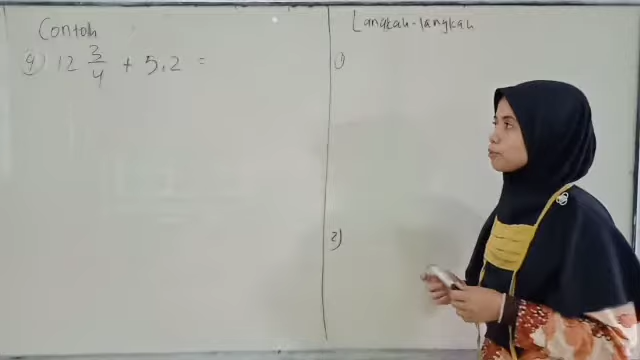 Contoh
9) 12 3/4 + 5,2 =
Langkah-langkah
1)
2)